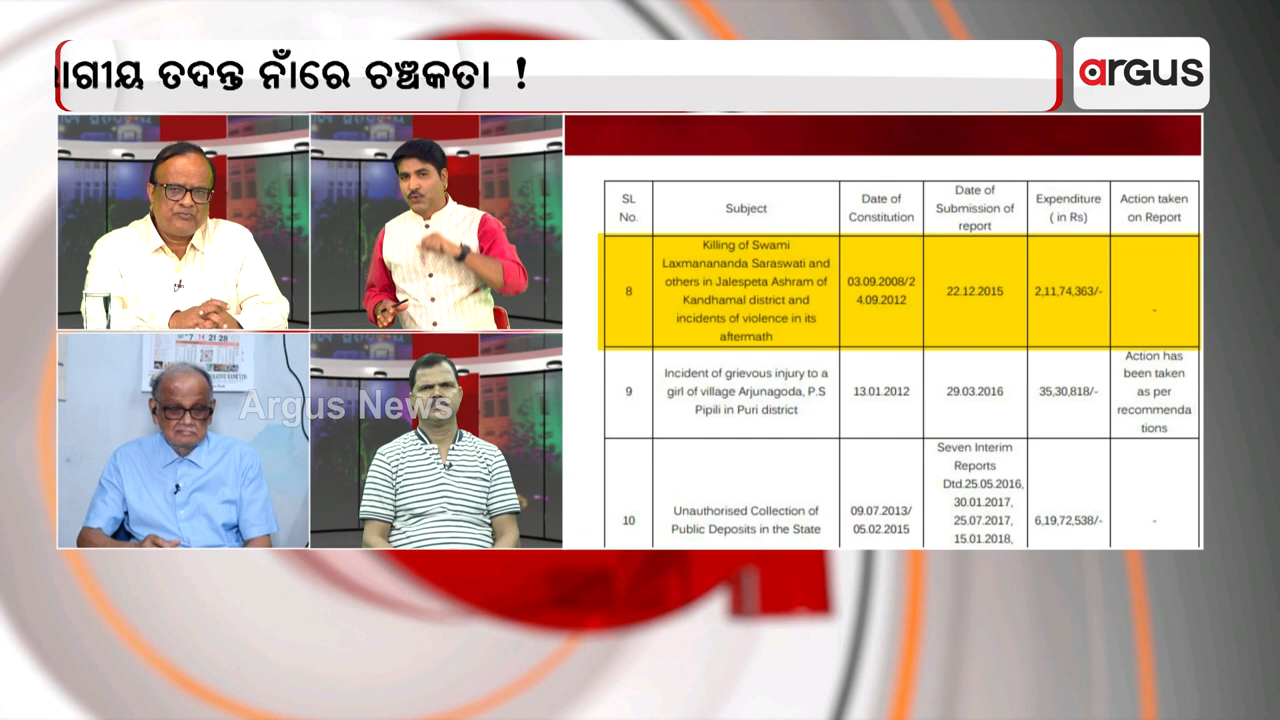 ତଦନ୍ତ ନାଁରେ ଚଞ୍ଚକତା !
argus
7 14 21 28
Argus News
SL No. Subject Date of Constitution Date of Submission of report Expenditure ( in Rs) Action taken on Report
8 Killing of Swami Laxmanananda Saraswati and others in Jalespeta Ashram of Kandhamal district and incidents of violence in its aftermath 03.09.2008/2 4.09.2012 22.12.2015 2,11,74,363/- -
9 Incident of grievous injury to a girl of village Arjunagoda, P.S Pipili in Puri district 13.01.2012 29.03.2016 35,30,818/- Action has been taken as per recommenda tions
10 Unauthorised Collection of Public Deposits in the State 09.07.2013/ 05.02.2015 Seven Interim Reports Dtd.25.05.2016, 30.01.2017, 25.07.2017, 15.01.2018, 6,19,72,538/- -